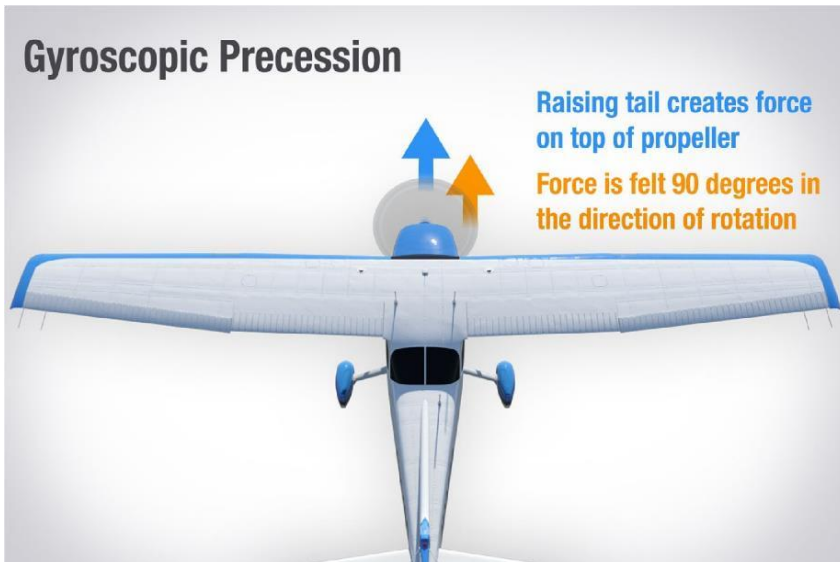 Gyroscopic Precession
Raising tail creates force
on top of propeller
Force is felt 90 degrees in
the direction of rotation